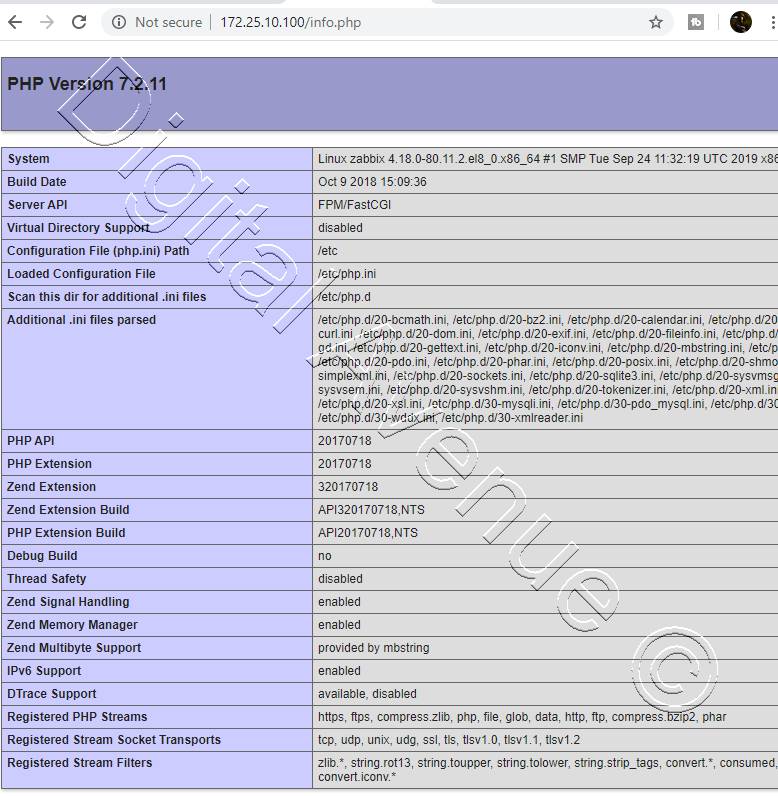 Not secure | 172.25.10.100/info.php
PHP Version 7.2.11
System Linux zabbix 4.18.0-80.11.2.el8_0.x86_64 #1 SMP Tue Sep 24 11:32:19 UTC 2019 x86
Build Date Oct 9 2018 15:09:36
Server API FPM/FastCGI
Virtual Directory Support disabled
Configuration File (php.ini) Path /etc
Loaded Configuration File /etc/php.ini
Scan this dir for additional .ini files /etc/php.d
Additional .ini files parsed /etc/php.d/20-bcmath.ini, /etc/php.d/20-bz2.ini, /etc/php.d/20-calendar.ini, /etc/php.d
curl.ini, /etc/php.d/20-dom.ini, /etc/php.d/20-exif.ini, /etc/php.d/20-fileinfo.ini, /etc/php.d
gd.ini, /etc/php.d/20-gettext.ini, /etc/php.d/20-iconv.ini, /etc/php.d/20-mbstring.ini, /etc/p
/etc/php.d/20-pdo.ini, /etc/php.d/20-phar.ini, /etc/php.d/20-posix.ini, /etc/php.d/20-shmo
simplexml.ini, /etc/php.d/20-sockets.ini, /etc/php.d/20-sqlite3.ini, /etc/php.d/20-sysvmsg
sysvsem.ini, /etc/php.d/20-sysvshm.ini, /etc/php.d/20-tokenizer.ini, /etc/php.d/20-xml.in
/etc/php.d/20-xsl.ini, /etc/php.d/30-mysqli.ini, /etc/php.d/30-pdo_mysql.ini, /etc/php.d/30
/etc/php.d/30-wddx.ini, /etc/php.d/30-xmlreader.ini
PHP API 20170718
PHP Extension 20170718
Zend Extension 320170718
Zend Extension Build API320170718,NTS
PHP Extension Build API20170718,NTS
Debug Build no
Thread Safety disabled
Zend Signal Handling enabled
Zend Memory Manager enabled
Zend Multibyte Support provided by mbstring
IPv6 Support enabled
DTrace Support available, disabled
Registered PHP Streams https, ftps, compress.zlib, php, file, glob, data, http, ftp, compress.bzip2, phar
Registered Stream Socket Transports tcp, udp, unix, udg, ssl, tls, tlsv1.0, tlsv1.1, tlsv1.2
Registered Stream Filters zlib.*, string.rot13, string.toupper, string.tolower, string.strip_tags, convert.*, consumed,
convert.iconv.*
Digital Avenue ©